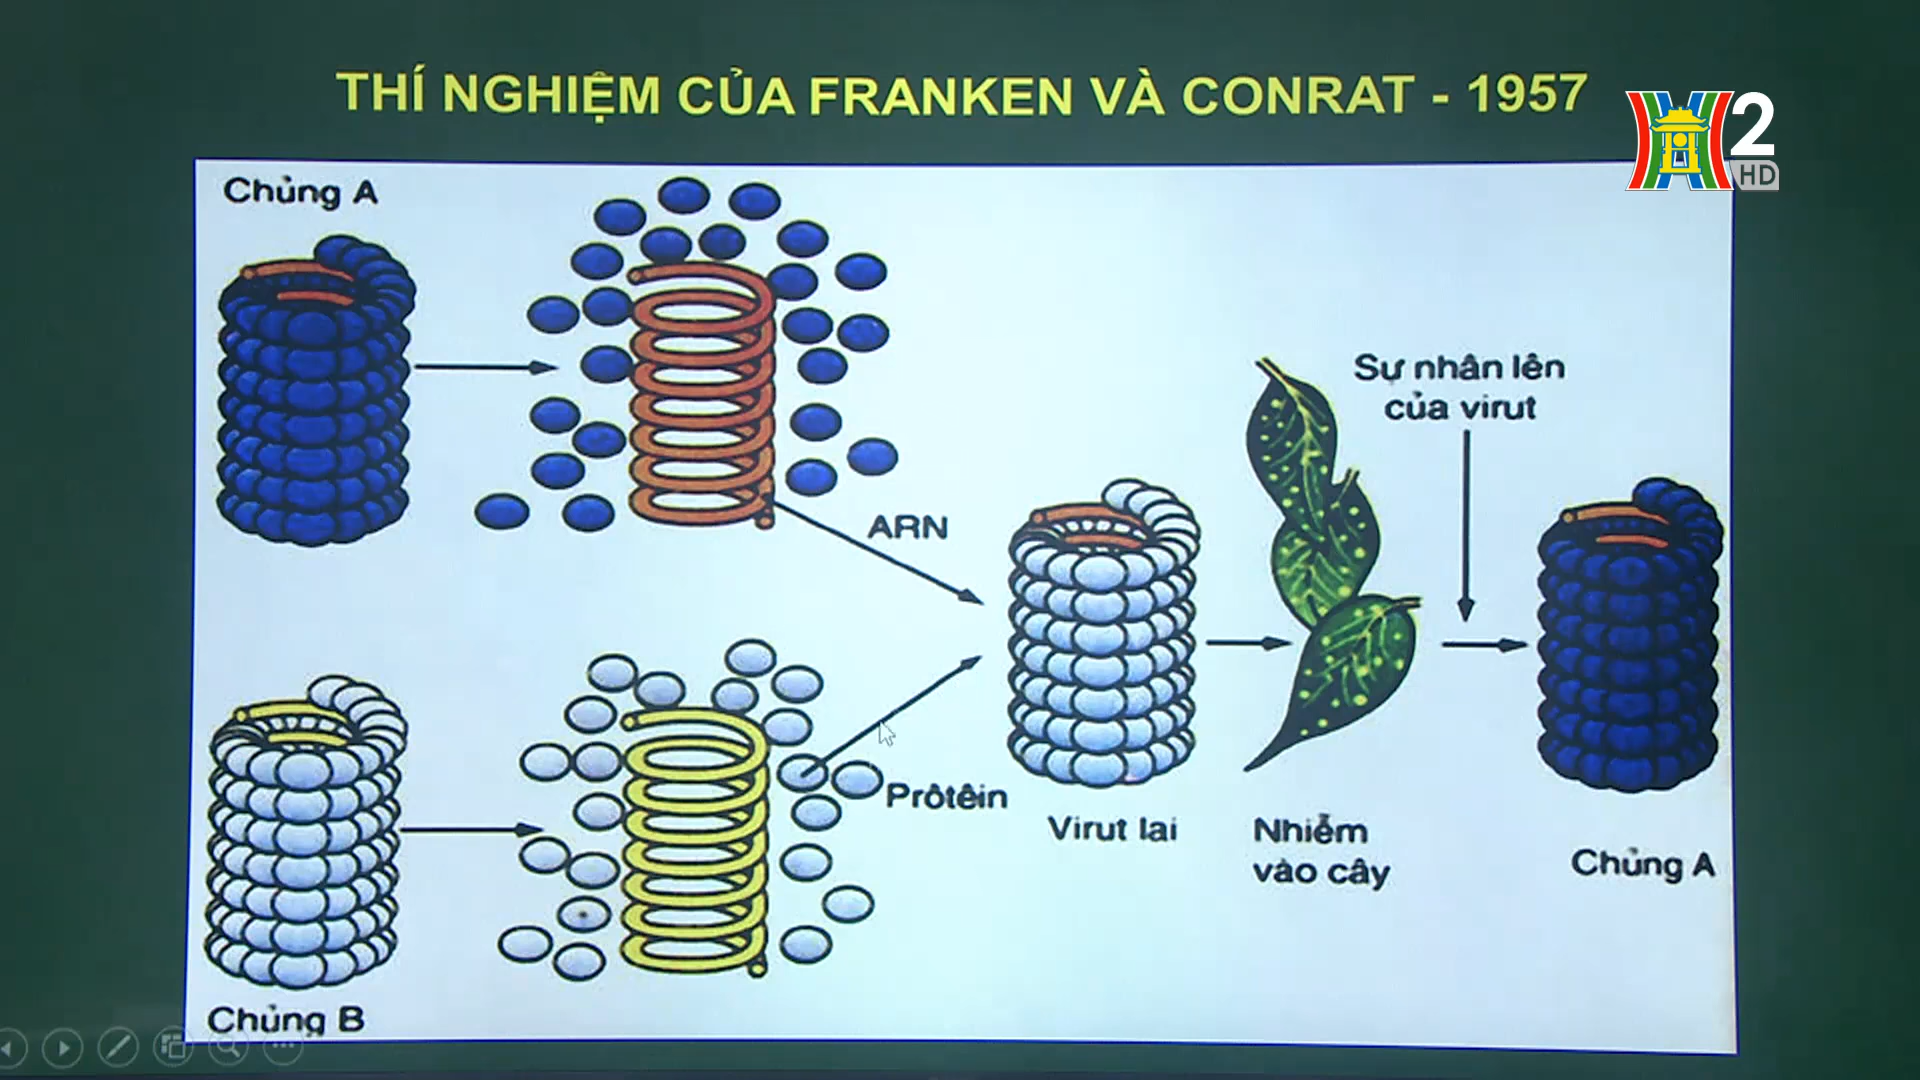 THÍ NGHIỆM CỦA FRANKEN VÀ CONRAT - 1957
2
HD
Chủng A
Sự nhân lên
của virut
ARN
Prôtêin
Virut lai
Nhiễm
vào cây
Chủng A
Chủng B